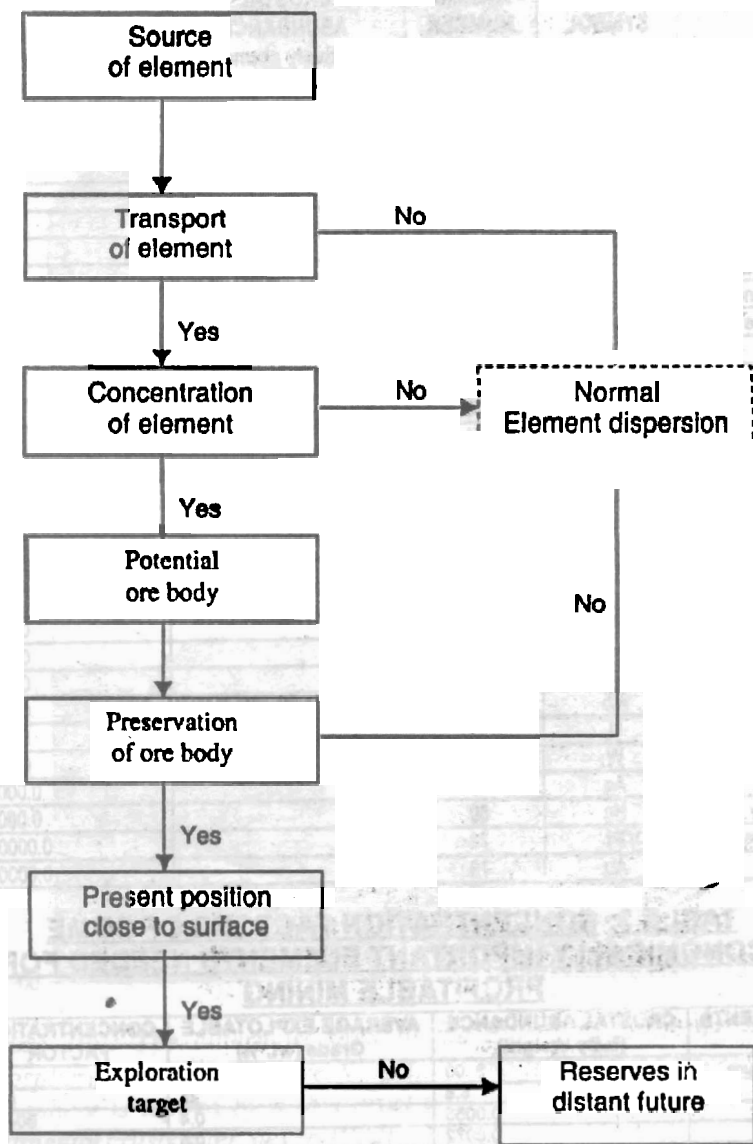 Source
of element
Transport
of element
No
Yes
Concentration
of element
No
Normal
Element dispersion
Yes
Potential
ore body
No
Preservation
of ore body
Yes
Present position
close to surface
Yes
Exploration
target
No
Reserves in
distant future